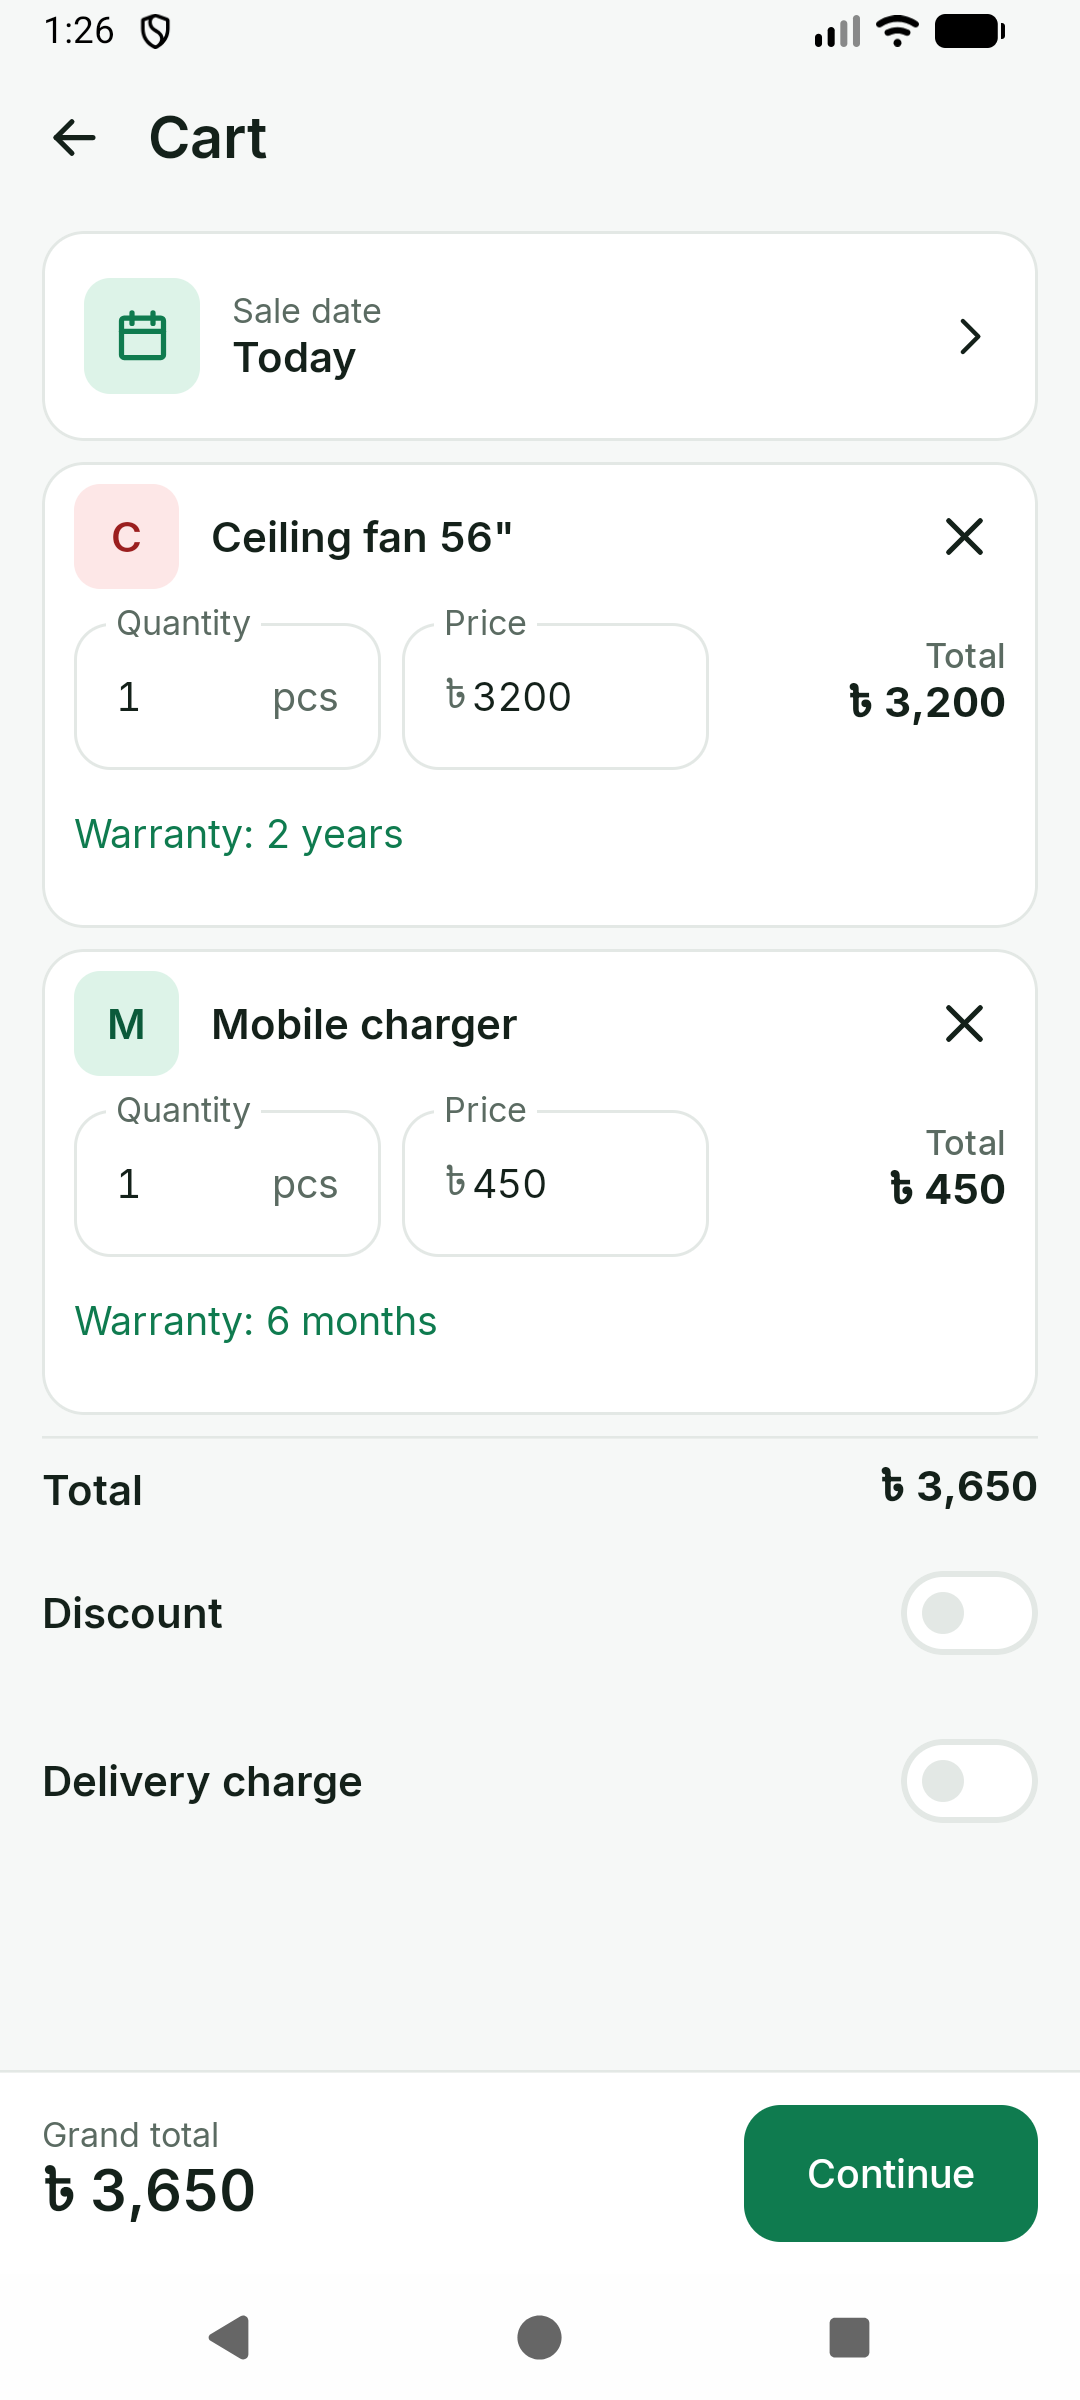 1:26
Cart
Sale date
Today
C
Ceiling fan 56"
Quantity
Price
1 pcs
৳ 3200
Total
৳ 3,200
Warranty: 2 years
M
Mobile charger
Quantity
Price
1 pcs
৳ 450
Total
৳ 450
Warranty: 6 months
Total ৳ 3,650
Discount
Delivery charge
Grand total
৳ 3,650
Continue